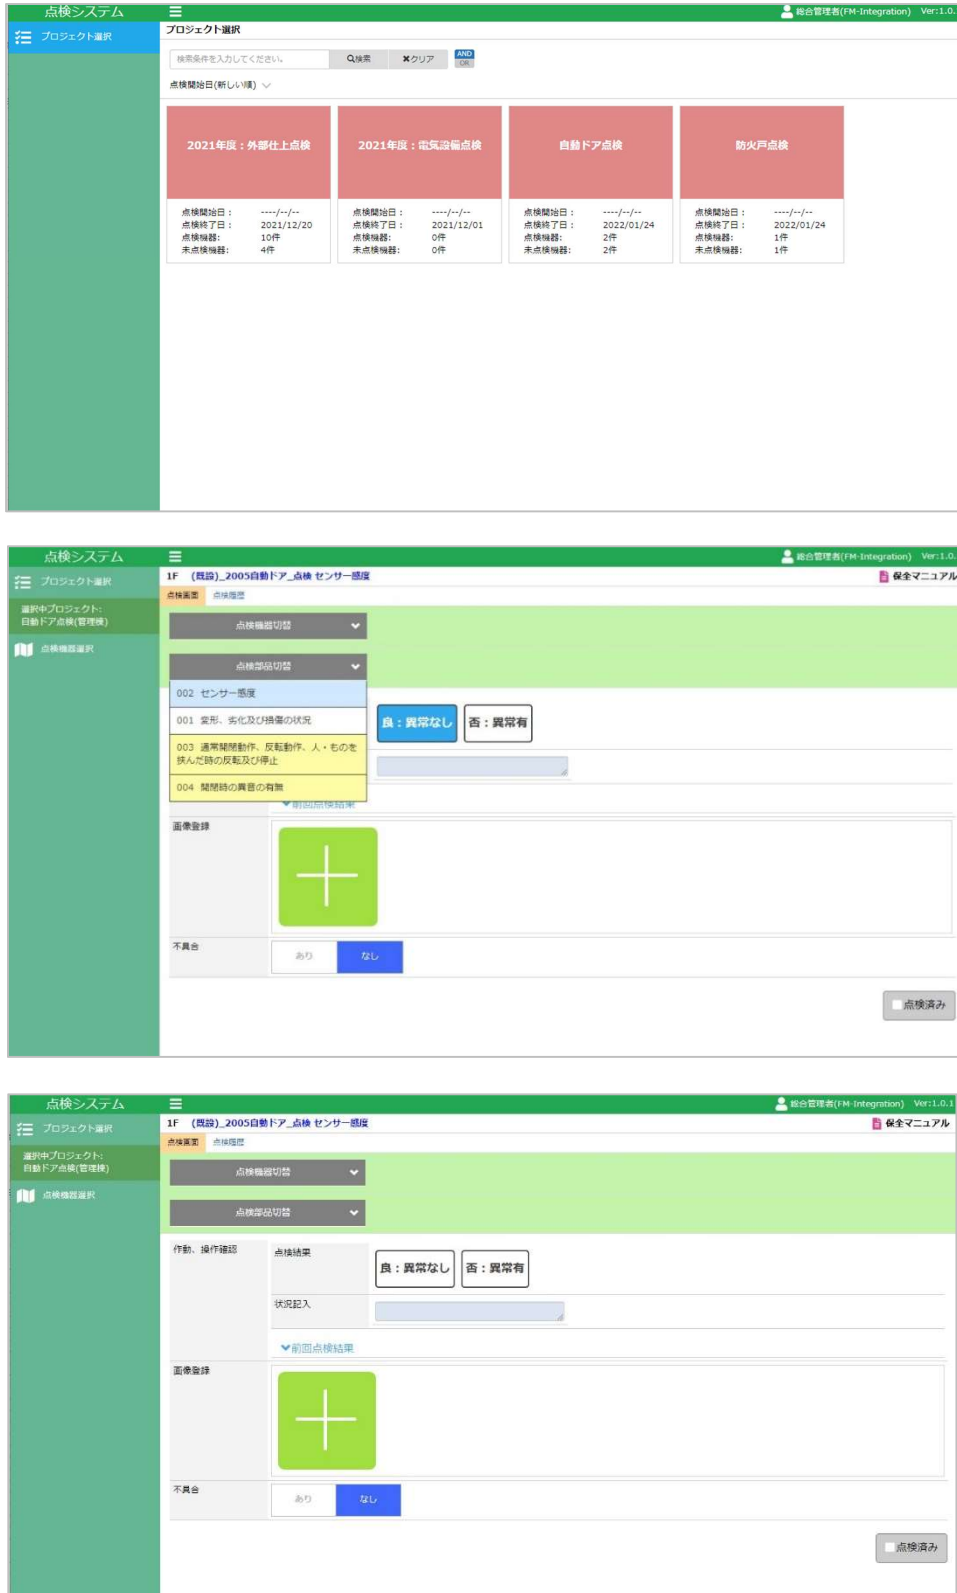 点検システム
総合管理者(FM-Integration) Ver:1.0.
プロジェクト選択
プロジェクト選択
検索条件を入力してください。
検索
クリア
AND
OR
点検開始日(新しい順)
2021年度：外部仕上点検
点検開始日： ----/--/--
点検終了日： 2021/12/20
点検機器: 10件
未点検機器: 4件
2021年度：電気設備点検
点検開始日： ----/--/--
点検終了日： 2021/12/01
点検機器: 0件
未点検機器: 0件
自動ドア点検
点検開始日： ----/--/--
点検終了日： 2022/01/24
点検機器: 2件
未点検機器: 2件
防火戸点検
点検開始日： ----/--/--
点検終了日： 2022/01/24
点検機器: 1件
未点検機器: 1件
点検システム
総合管理者(FM-Integration) Ver:1.0.
プロジェクト選択
選択中プロジェクト:
自動ドア点検(管理棟)
点検機器選択
1F (既設)_2005自動ドア_点検 センサー感度
保全マニュアル
点検画面 点検履歴
点検機器切替
点検部品切替
002 センサー感度
001 変形、劣化及び損傷の状況
003 通常開閉動作、反転動作、人・ものを
挟んだ時の反転及び停止
004 開閉時の異音の有無
良：異常なし
否：異常有
前回点検結果
画像登録
不具合
あり
なし
点検済み
点検システム
総合管理者(FM-Integration) Ver:1.0.1
プロジェクト選択
選択中プロジェクト:
自動ドア点検(管理棟)
点検機器選択
1F (既設)_2005自動ドア_点検 センサー感度
保全マニュアル
点検画面 点検履歴
点検機器切替
点検部品切替
作動、操作確認
点検結果
良：異常なし
否：異常有
状況記入
前回点検結果
画像登録
不具合
あり
なし
点検済み